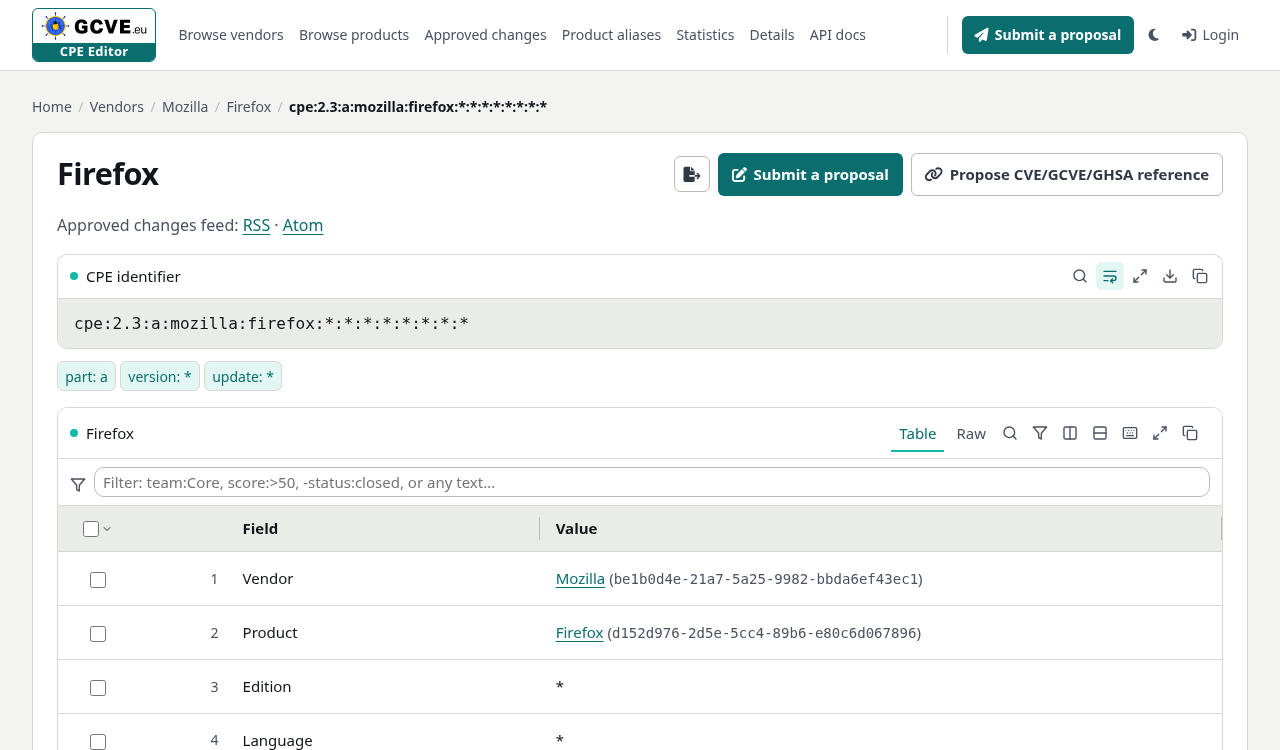 GCVE.eu
CPE Editor
Browse vendors Browse products Approved changes Product aliases Statistics Details API docs
Submit a proposal Login
Home / Vendors / Mozilla / Firefox / cpe:2.3:a:mozilla:firefox:*:*:*:*:*:*:*:*
Firefox
Submit a proposal Propose CVE/GCVE/GHSA reference
Approved changes feed: RSS · Atom
CPE identifier
cpe:2.3:a:mozilla:firefox:*:*:*:*:*:*:*:*
part: a version: * update: *
Firefox Table Raw
Filter: team:Core, score:>50, -status:closed, or any text...
Field Value
1 Vendor Mozilla (be1b0d4e-21a7-5a25-9982-bbda6ef43ec1)
2 Product Firefox (d152d976-2d5e-5cc4-89b6-e80c6d067896)
3 Edition *
4 Language *